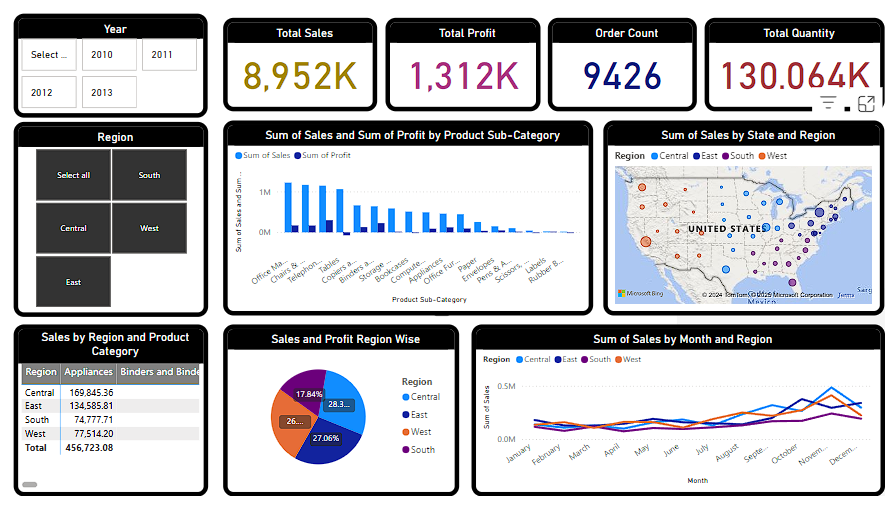 Year
Select ...
2010
2011
2012
2013
Total Sales
8,952K
Total Profit
1,312K
Order Count
9426
Total Quantity
130.064K
Region
Select all
South
Central
West
East
Sum of Sales and Sum of Profit by Product Sub-Category
Sum of Sales Sum of Profit
Sum of Sales and Sum ...
1M
0M
Office Ma...
Chairs & ...
Telephon...
Tables
Copiers a...
Binders a...
Storage ...
Bookcases
Compute...
Appliances
Office Fur...
Paper
Envelopes
Pens & A...
Scissors, ...
Labels
Rubber B...
Product Sub-Category
Sum of Sales by State and Region
Region Central East South West
UNITED STATES
Mexico
Microsoft Bing
© 2024 TomTom, © 2025 Microsoft Corporation Terms
Sales by Region and Product
Category
Region Appliances Binders and Binde
Central 169,845.36
East 134,585.81
South 74,777.71
West 77,514.20
Total 456,723.08
Sales and Profit Region Wise
17.84%
28.3...
26....
27.06%
Region
Central
East
West
South
Sum of Sales by Month and Region
Region Central East South West
Sum of Sales
0.5M
0.0M
January
February
March
April
May
June
July
August
Septe...
October
Novem...
Decem...
Month